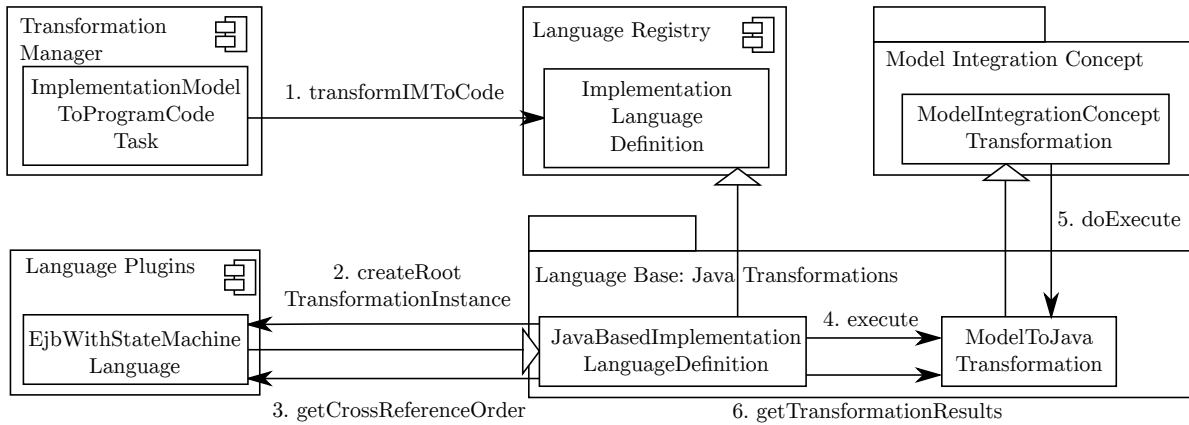 Transformation
Manager
ImplementationModel
ToProgramCode
Task
1. transformIMToCode
Language Registry
Implementation
Language
Definition
Model Integration Concept
ModelIntegrationConcept
Transformation
5. doExecute
Language Plugins
EjbWithStateMachine
Language
2. createRoot
TransformationInstance
3. getCrossReferenceOrder
Language Base: Java Transformations
JavaBasedImplementation
LanguageDefinition
4. execute
6. getTransformationResults
ModelToJava
Transformation